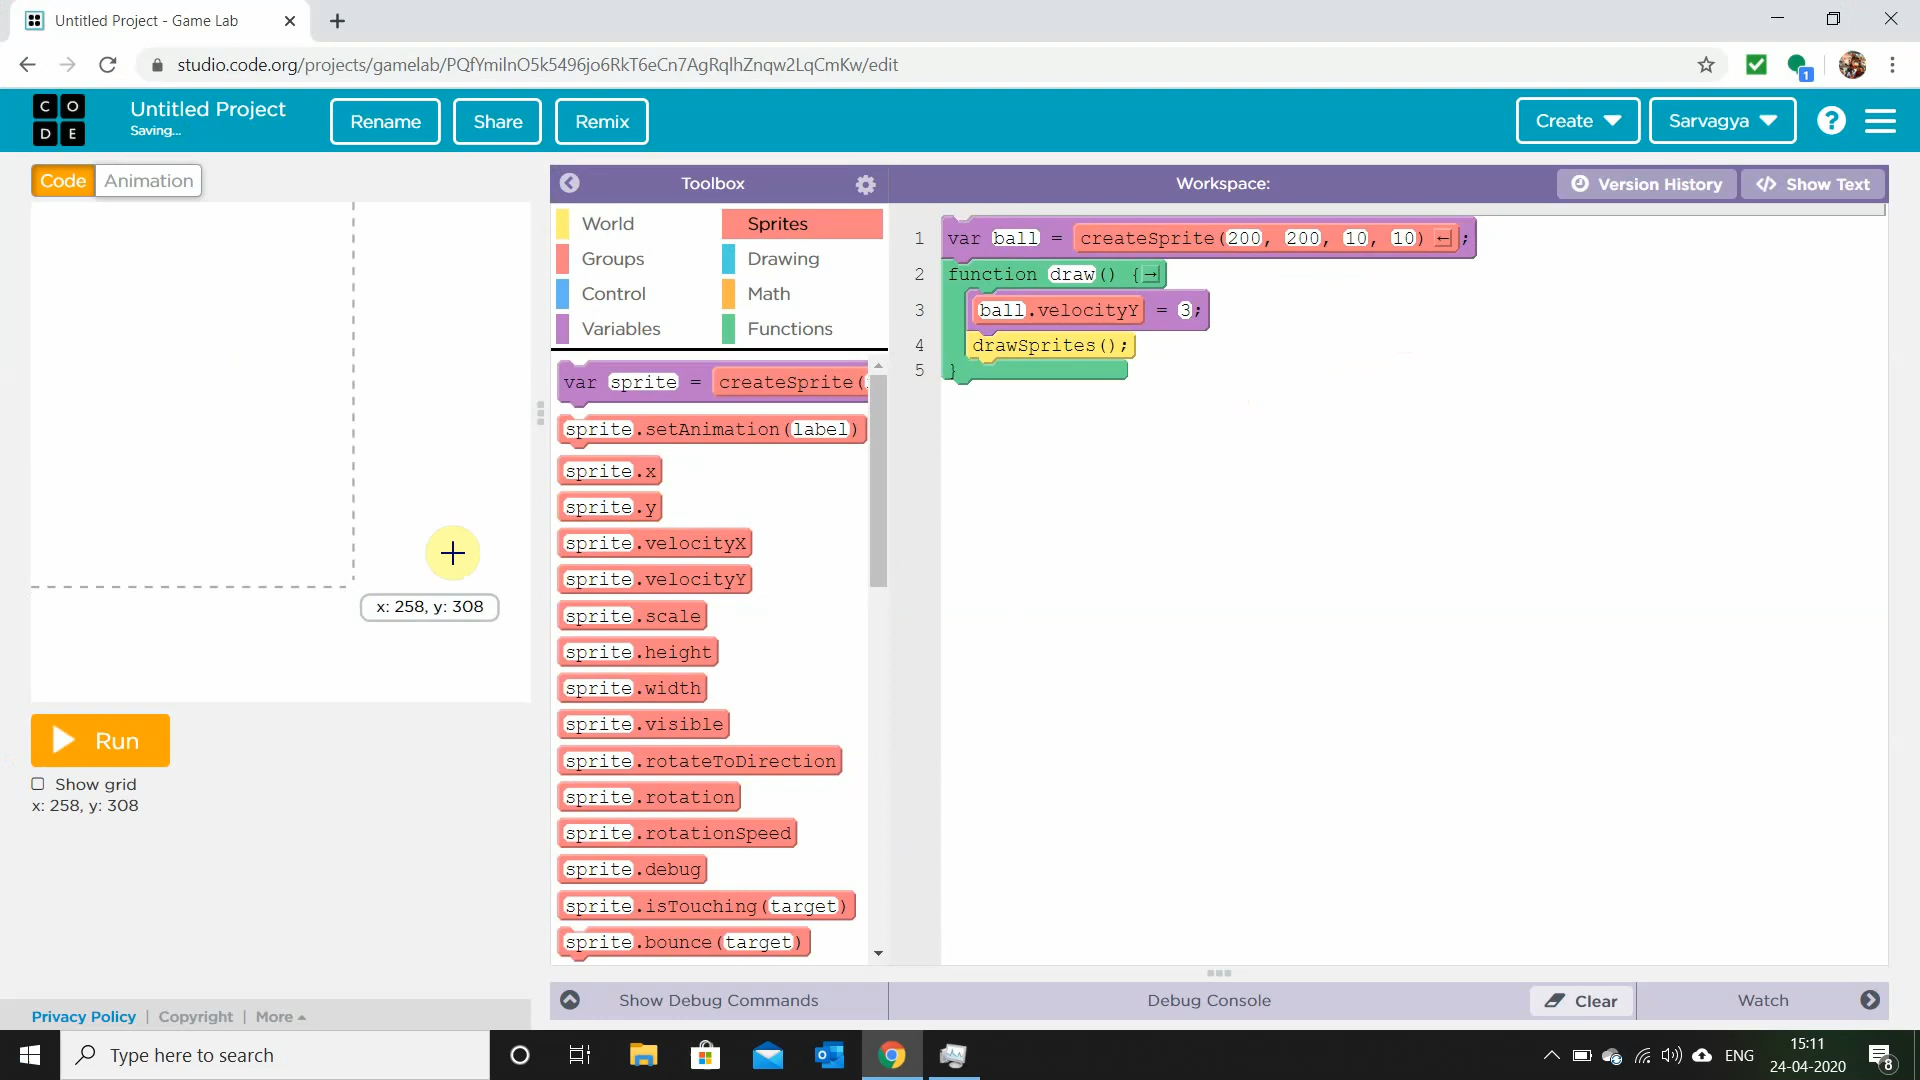 Untitled Project - Game Lab
studio.code.org/projects/gamelab/PQfYmilnO5k5496jo6RkT6eCn7AgRqlhZnqw2LqCmKw/edit
1
C O
D E
Untitled Project
Saving...
Rename
Share
Remix
Create
Sarvagya
?
Code
Animation
Toolbox
Workspace:
Version History
</> Show Text
World
Sprites
Groups
Drawing
Control
Math
Variables
Functions
1 var ball = createSprite(200, 200, 10, 10) ← ;
2 function draw() { →
3 ball.velocityY = 3;
4 drawSprites();
5 }
var sprite = createSprite(
sprite.setAnimation(label)
sprite.x
sprite.y
sprite.velocityX
sprite.velocityY
sprite.scale
sprite.height
sprite.width
sprite.visible
sprite.rotateToDirection
sprite.rotation
sprite.rotationSpeed
sprite.debug
sprite.isTouching(target)
sprite.bounce(target)
x: 258, y: 308
Run
Show grid
x: 258, y: 308
Show Debug Commands
Debug Console
Clear
Watch
Privacy Policy | Copyright | More
Type here to search
ENG
15:11
24-04-2020
8